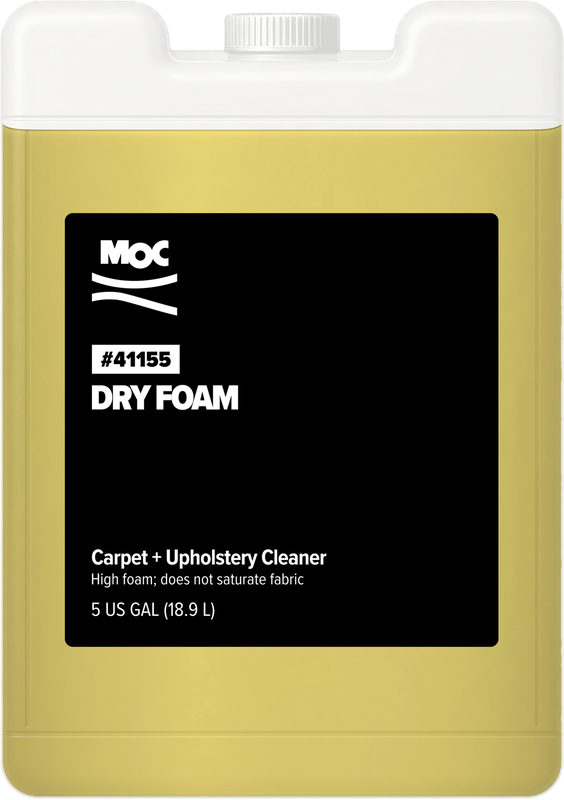 MOC
#41155
DRY FOAM
Carpet + Upholstery Cleaner
High foam; does not saturate fabric
5 US GAL (18.9 L)